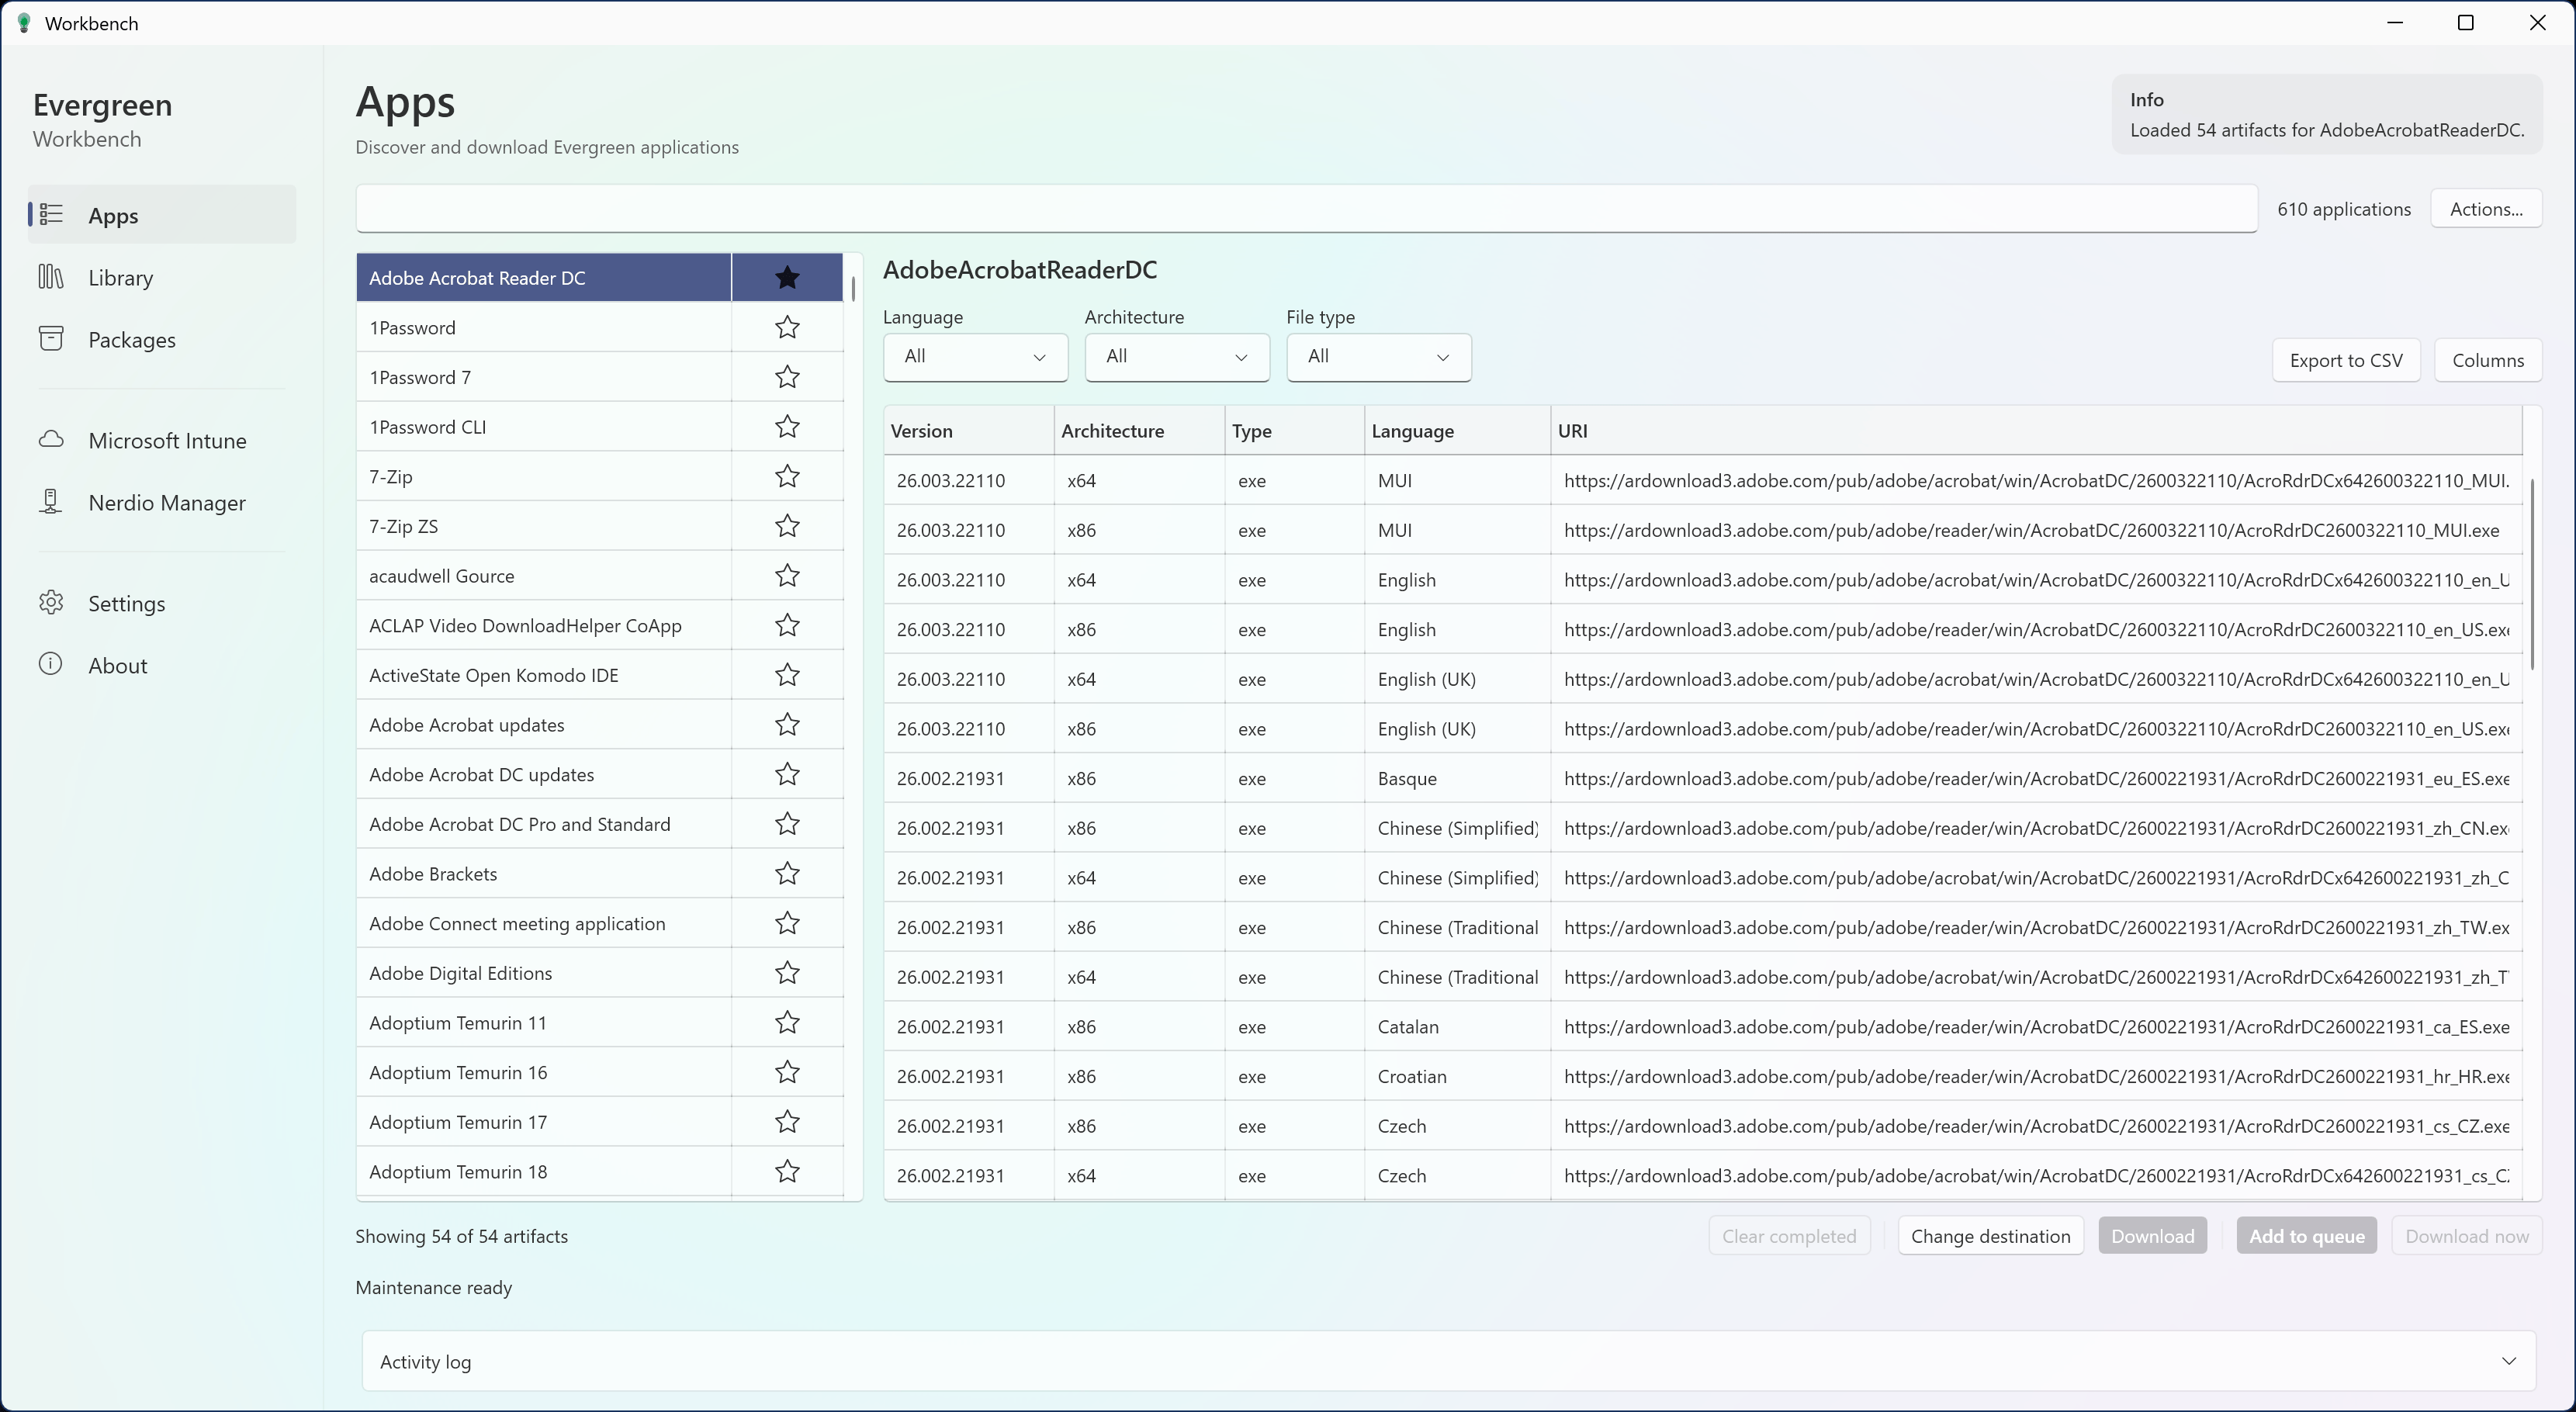 Workbench
Evergreen
Workbench
Apps
Library
Packages
Microsoft Intune
Nerdio Manager
Settings
About
Apps
Discover and download Evergreen applications
Info
Loaded 54 artifacts for AdobeAcrobatReaderDC.
610 applications
Actions...
Adobe Acrobat Reader DC
1Password
1Password 7
1Password CLI
7-Zip
7-Zip ZS
acaudwell Gource
ACLAP Video DownloadHelper CoApp
ActiveState Open Komodo IDE
Adobe Acrobat updates
Adobe Acrobat DC updates
Adobe Acrobat DC Pro and Standard
Adobe Brackets
Adobe Connect meeting application
Adobe Digital Editions
Adoptium Temurin 11
Adoptium Temurin 16
Adoptium Temurin 17
Adoptium Temurin 18
AdobeAcrobatReaderDC
Language Architecture File type
All All All
Export to CSV Columns
Version Architecture Type Language URI
26.003.22110 x64 exe MUI https://ardownload3.adobe.com/pub/adobe/acrobat/win/AcrobatDC/2600322110/AcroRdrDCx642600322110_MUI.
26.003.22110 x86 exe MUI https://ardownload3.adobe.com/pub/adobe/reader/win/AcrobatDC/2600322110/AcroRdrDC2600322110_MUI.exe
26.003.22110 x64 exe English https://ardownload3.adobe.com/pub/adobe/acrobat/win/AcrobatDC/2600322110/AcroRdrDCx642600322110_en_U
26.003.22110 x86 exe English https://ardownload3.adobe.com/pub/adobe/reader/win/AcrobatDC/2600322110/AcroRdrDC2600322110_en_US.exe
26.003.22110 x64 exe English (UK) https://ardownload3.adobe.com/pub/adobe/acrobat/win/AcrobatDC/2600322110/AcroRdrDCx642600322110_en_U
26.003.22110 x86 exe English (UK) https://ardownload3.adobe.com/pub/adobe/reader/win/AcrobatDC/2600322110/AcroRdrDC2600322110_en_US.exe
26.002.21931 x86 exe Basque https://ardownload3.adobe.com/pub/adobe/reader/win/AcrobatDC/2600221931/AcroRdrDC2600221931_eu_ES.exe
26.002.21931 x86 exe Chinese (Simplified) https://ardownload3.adobe.com/pub/adobe/reader/win/AcrobatDC/2600221931/AcroRdrDC2600221931_zh_CN.ex
26.002.21931 x64 exe Chinese (Simplified) https://ardownload3.adobe.com/pub/adobe/acrobat/win/AcrobatDC/2600221931/AcroRdrDCx642600221931_zh_C
26.002.21931 x86 exe Chinese (Traditional https://ardownload3.adobe.com/pub/adobe/reader/win/AcrobatDC/2600221931/AcroRdrDC2600221931_zh_TW.ex
26.002.21931 x64 exe Chinese (Traditional https://ardownload3.adobe.com/pub/adobe/acrobat/win/AcrobatDC/2600221931/AcroRdrDCx642600221931_zh_T
26.002.21931 x86 exe Catalan https://ardownload3.adobe.com/pub/adobe/reader/win/AcrobatDC/2600221931/AcroRdrDC2600221931_ca_ES.exe
26.002.21931 x86 exe Croatian https://ardownload3.adobe.com/pub/adobe/reader/win/AcrobatDC/2600221931/AcroRdrDC2600221931_hr_HR.exe
26.002.21931 x86 exe Czech https://ardownload3.adobe.com/pub/adobe/reader/win/AcrobatDC/2600221931/AcroRdrDC2600221931_cs_CZ.exe
26.002.21931 x64 exe Czech https://ardownload3.adobe.com/pub/adobe/acrobat/win/AcrobatDC/2600221931/AcroRdrDCx642600221931_cs_C
Showing 54 of 54 artifacts
Clear completed Change destination Download Add to queue Download now
Maintenance ready
Activity log